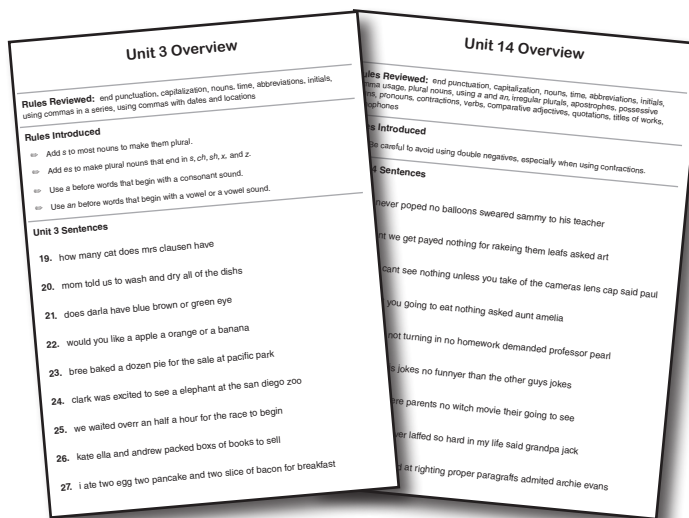 Unit 3 Overview
Rules Reviewed: end punctuation, capitalization, nouns, time, abbreviations, initials,
using commas in a series, using commas with dates and locations
Rules Introduced
Add s to most nouns to make them plural.
Add es to make plural nouns that end in s, ch, sh, x, and z.
Use a before words that begin with a consonant sound.
Use an before words that begin with a vowel or a vowel sound.
Unit 3 Sentences
19. how many cat does mrs clausen have
20. mom told us to wash and dry all of the dishs
21. does darla have blue brown or green eye
22. would you like a apple a orange or a banana
23. bree baked a dozen pie for the sale at pacific park
24. clark was excited to see a elephant at the san diego zoo
25. we waited overr an half a hour for the race to begin
26. kate ella and andrew packed boxs of books to sell
27. i ate two egg two pancake and two slice of bacon for breakfast
Unit 14 Overview
Reviewed: end punctuation, capitalization, nouns, time, abbreviations, initials,
usage, plural nouns, using a and an, irregular plurals, apostrophes, possessive
pronouns, contractions, verbs, comparative adjectives, quotations, titles of works,
Introduced
careful to avoid using double negatives, especially when using contractions.
Sentences
never poped no balloons sweared sammy to his teacher
we get payed nothing for rakeing them leafs asked art
cant see nothing unless you take of the cameras lens cap said paul
you going to eat nothing asked aunt amelia
not turning in no homework demanded professor pearl
jokes no funnyer than the other guys jokes
parents no witch movie their going to see
laffed so hard in my life said grandpa jack
at righting proper paragrafs admited archie evans